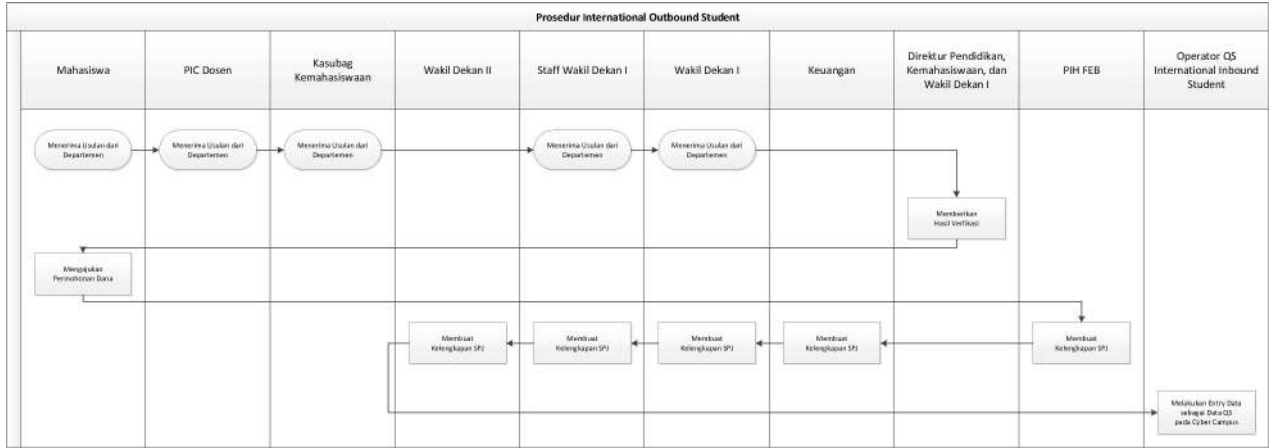 Prosedur International Outbound Student
Mahasiswa
PIC Dosen
Kasubag
Kemahasiswaan
Wakil Dekan II
Staff Wakil Dekan I
Wakil Dekan I
Keuangan
Direktur Pendidikan,
Kemahasiswaan, dan
Wakil Dekan I
PIH FEB
Operator QS
International Inbound
Student
Menerima Usulan dari
Departemen
Menerima Usulan dari
Departemen
Menerima Usulan dari
Departemen
Menerima Usulan dari
Departemen
Menerima Usulan dari
Departemen
Memberikan
Hasil Verfikasi
Mengajukan
Permohonan Dana
Membuat
Kelengkapan SPJ
Membuat
Kelengkapan SPJ
Membuat
Kelengkapan SPJ
Membuat
Kelengkapan SPJ
Membuat
Kelengkapan SPJ
Melakukan Entry Data
sebagai Data QS
pada Cyber Campus